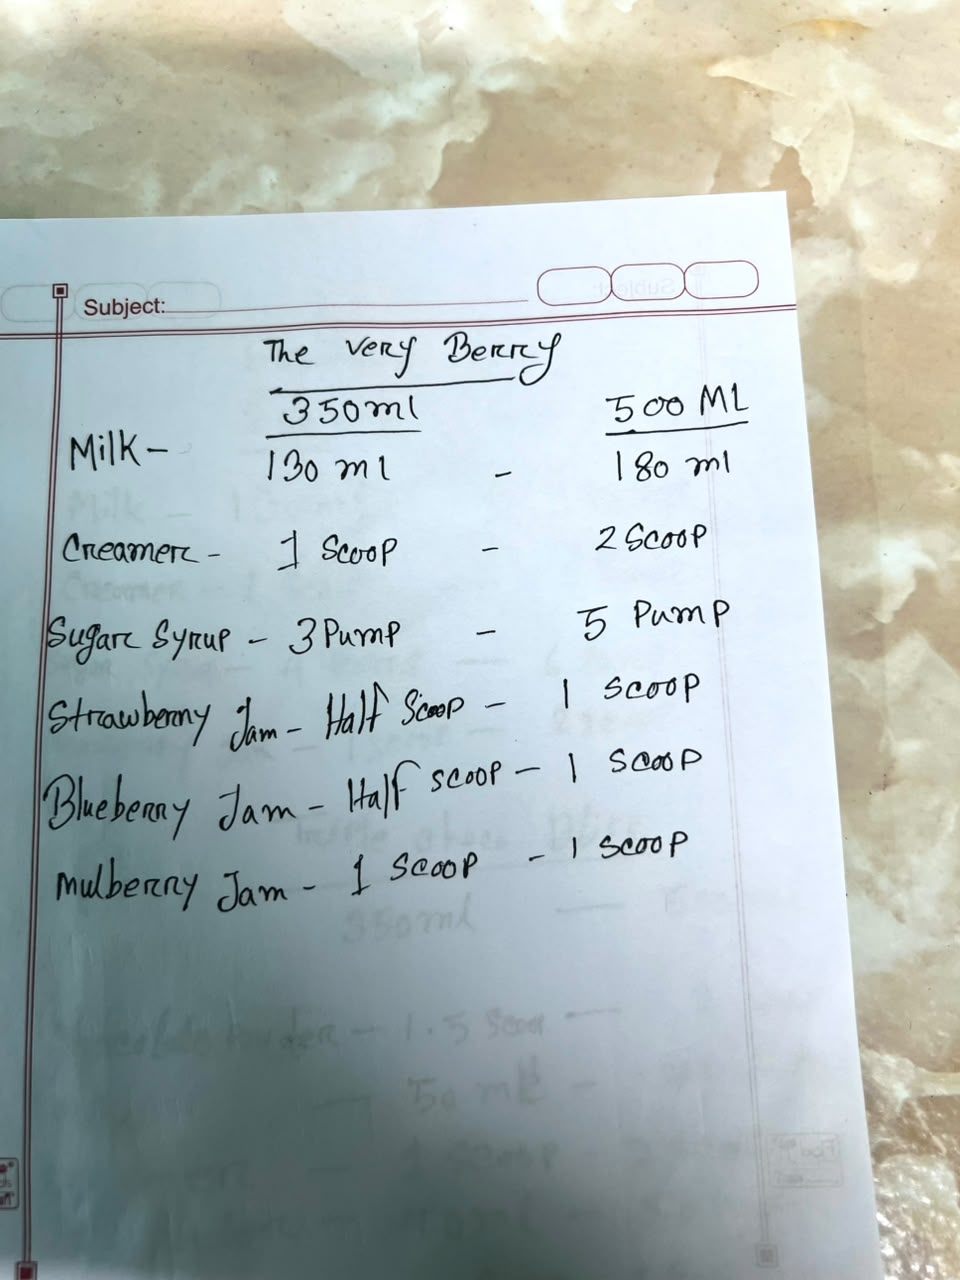 Subject:
The Very Berry
350ml 500 ML
Milk - 130 ml - 180 ml
Creamer - 1 Scoop - 2 Scoop
Sugar Syrup - 3 Pump - 5 Pump
Strawberry Jam - Half Scoop - 1 Scoop
Blueberry Jam - Half scoop - 1 Scoop
Mulberry Jam - 1 Scoop - 1 Scoop